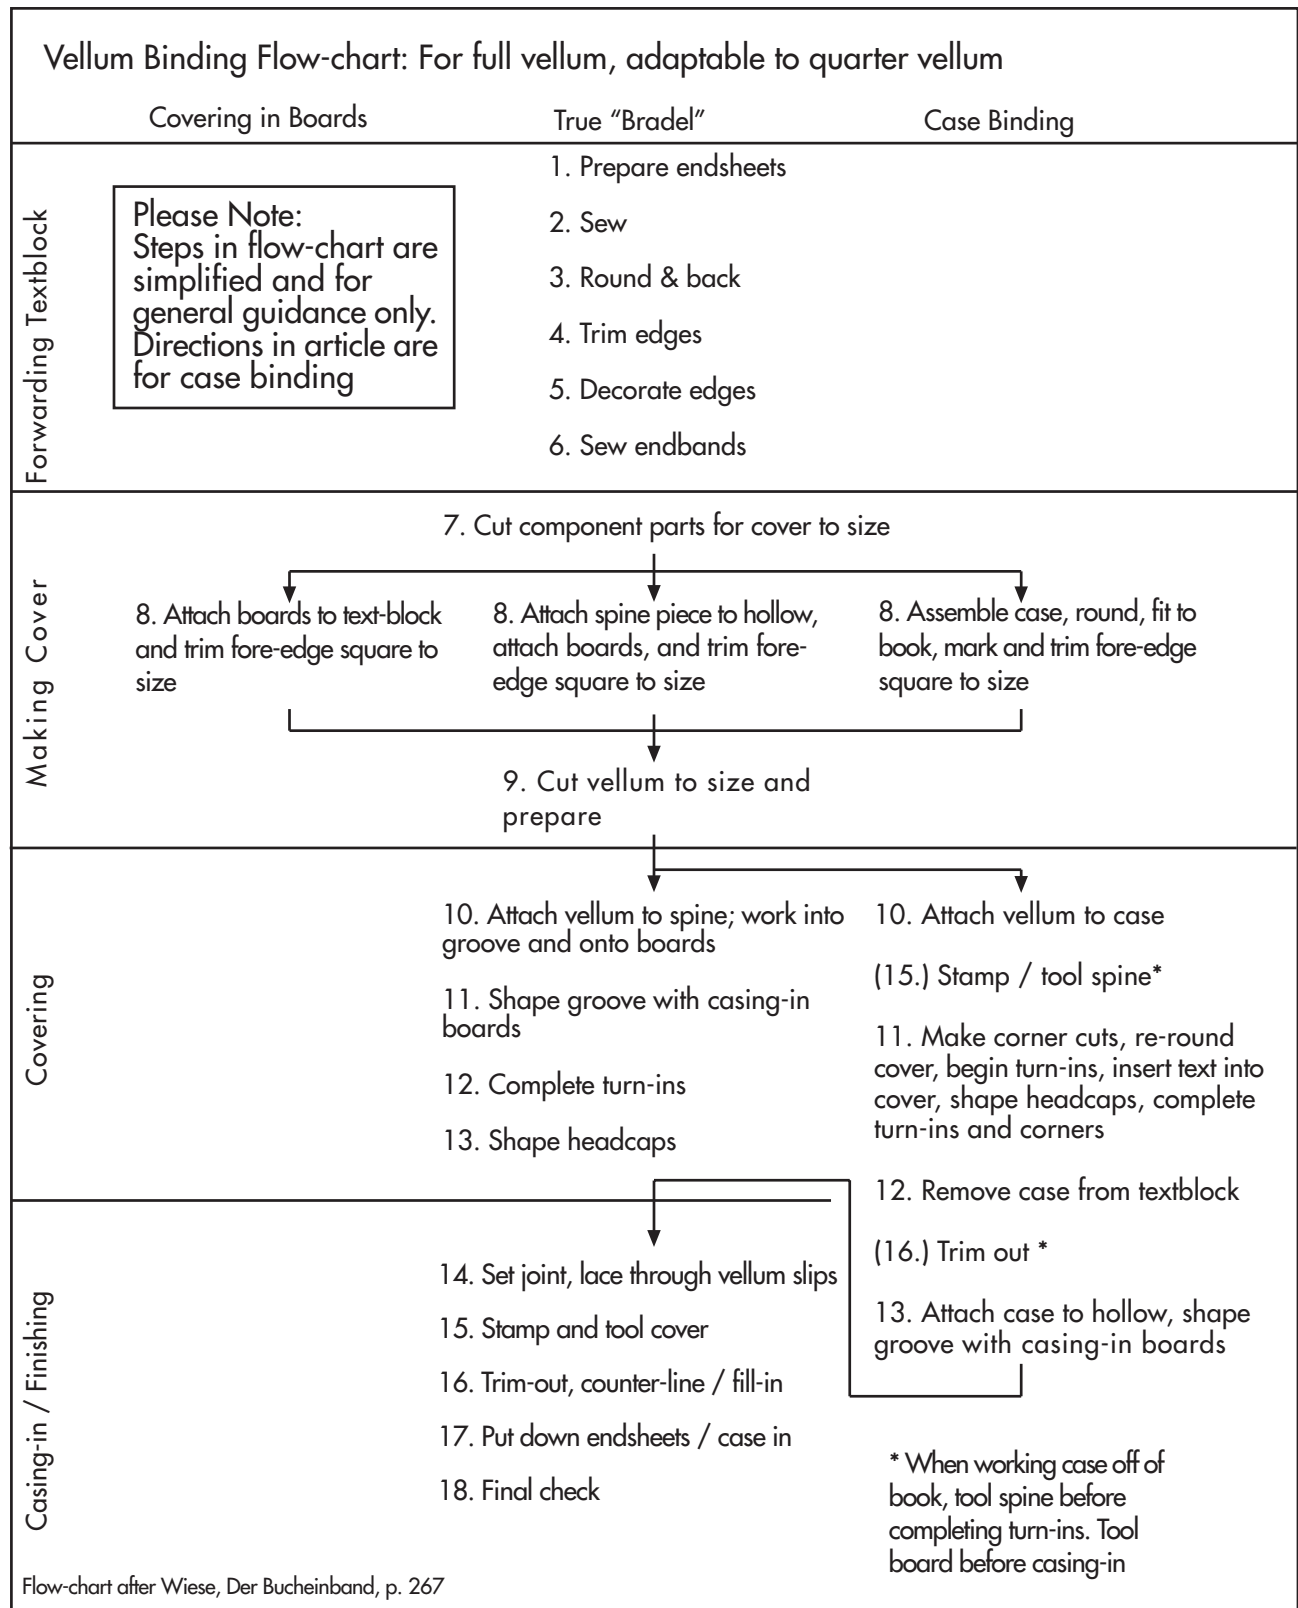 Vellum Binding Flow-chart: For full vellum, adaptable to quarter vellum
Covering in Boards
True “Bradel”
Case Binding
Forwarding Textblock
Please Note:
Steps in flow-chart are
simplified and for
general guidance only.
Directions in article are
for case binding
1. Prepare endsheets
2. Sew
3. Round & back
4. Trim edges
5. Decorate edges
6. Sew endbands
Making Cover
7. Cut component parts for cover to size
8. Attach boards to text-block
and trim fore-edge square to
size
8. Attach spine piece to hollow,
attach boards, and trim fore-
edge square to size
8. Assemble case, round, fit to
book, mark and trim fore-edge
square to size
9. Cut vellum to size and
prepare
Covering
10. Attach vellum to spine; work into
groove and onto boards
11. Shape groove with casing-in
boards
12. Complete turn-ins
13. Shape headcaps
10. Attach vellum to case
(15.) Stamp / tool spine*
11. Make corner cuts, re-round
cover, begin turn-ins, insert text into
cover, shape headcaps, complete
turn-ins and corners
12. Remove case from textblock
(16.) Trim out *
13. Attach case to hollow, shape
groove with casing-in boards
Casing-in / Finishing
14. Set joint, lace through vellum slips
15. Stamp and tool cover
16. Trim-out, counter-line / fill-in
17. Put down endsheets / case in
18. Final check
* When working case off of
book, tool spine before
completing turn-ins. Tool
board before casing-in
Flow-chart after Wiese, Der Bucheinband, p. 267